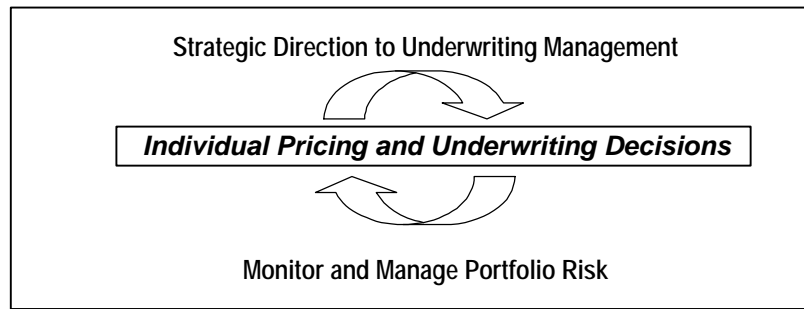 Strategic Direction to Underwriting Management
Individual Pricing and Underwriting Decisions
Monitor and Manage Portfolio Risk